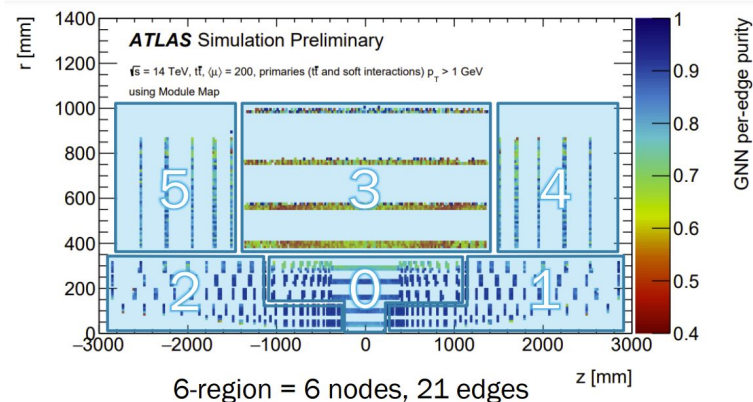 r [mm]
1400
1200
1000
800
600
400
200
0
ATLAS Simulation Preliminary
√s = 14 TeV, tt̄, ⟨μ⟩ = 200, primaries (tt̄ and soft interactions) p_T > 1 GeV
using Module Map
5
3
4
2
0
1
−3000 −2000 −1000 0 1000 2000 3000
z [mm]
1
0.9
0.8
0.7
0.6
0.5
0.4
GNN per-edge purity
6-region = 6 nodes, 21 edges